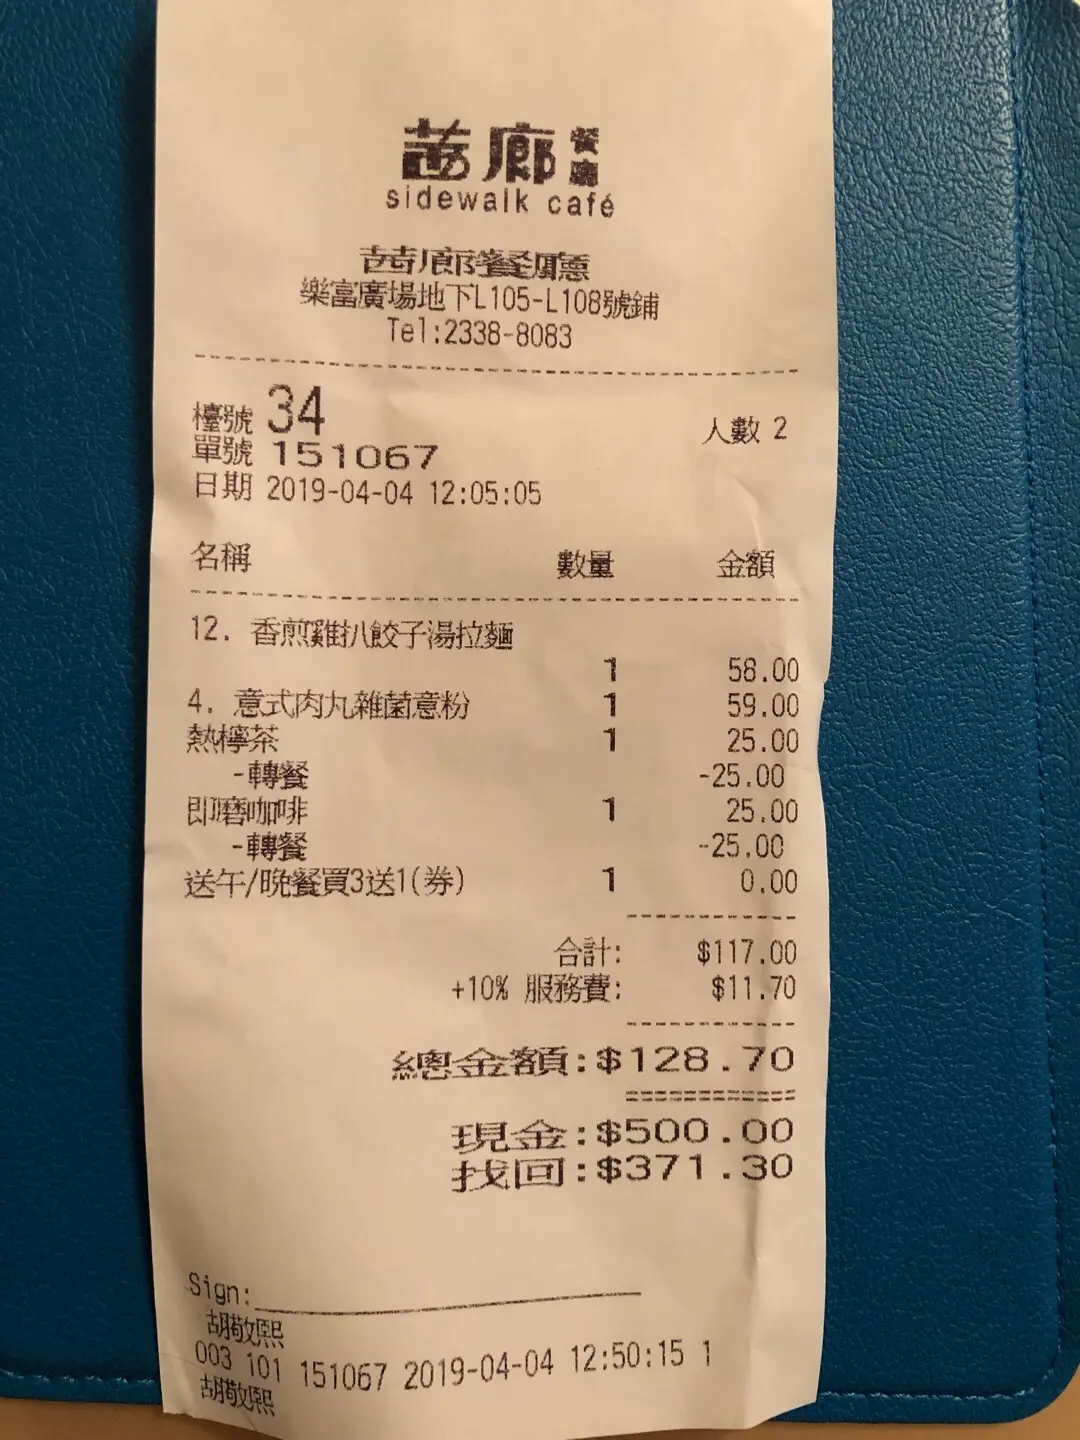 茜廊餐廳
sidewalk café
茜廊餐廳
樂富廣場地下L105-L108號鋪
Tel:2338-8083
檯號 34 人數 2
單號 151067
日期 2019-04-04 12:05:05
名稱 數量 金額
12. 香煎雞扒餃子湯拉麵
1 58.00
4. 意式肉丸雜菌意粉 1 59.00
熱檸茶 1 25.00
-轉餐 -25.00
即磨咖啡 1 25.00
-轉餐 -25.00
送午/晚餐買3送1(券) 1 0.00
合計: $117.00
+10% 服務費: $11.70
總金額:$128.70
現金:$500.00
找回:$371.30
Sign:
胡敬熙
003 101 151067 2019-04-04 12:50:15 1
胡敬熙